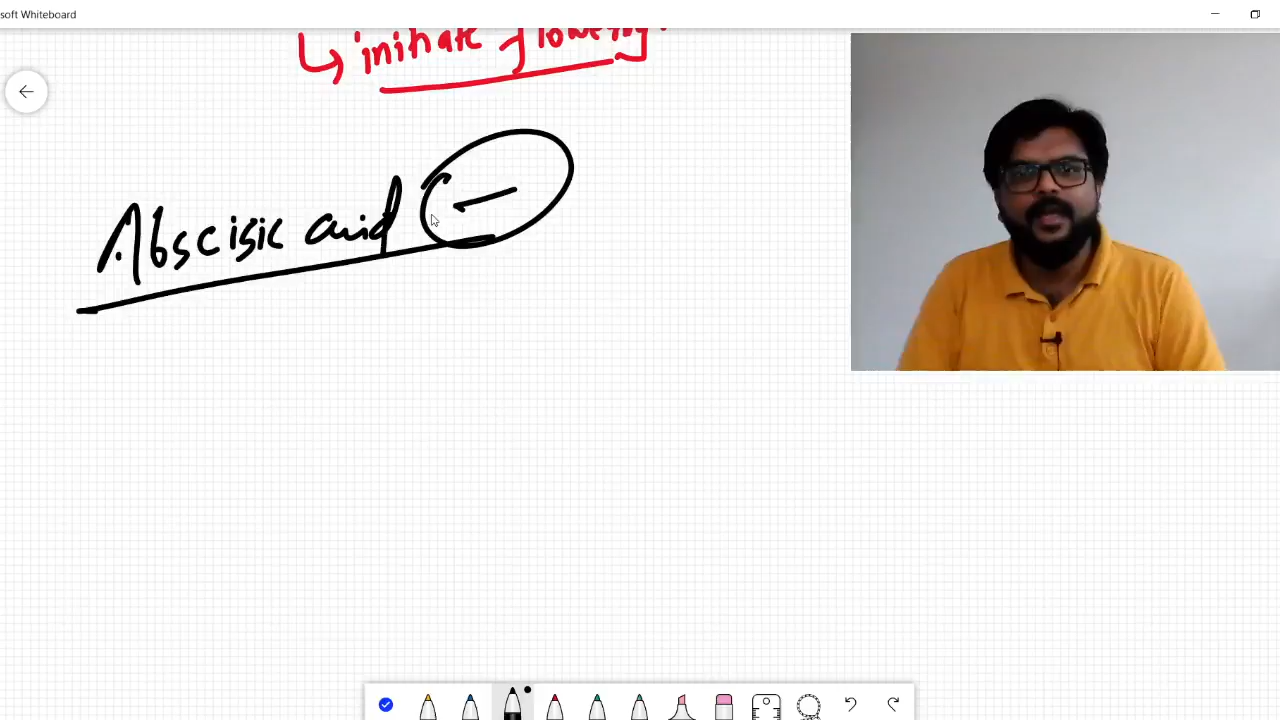 soft Whiteboard
↳ initiate flowering.
Abscisic acid (-